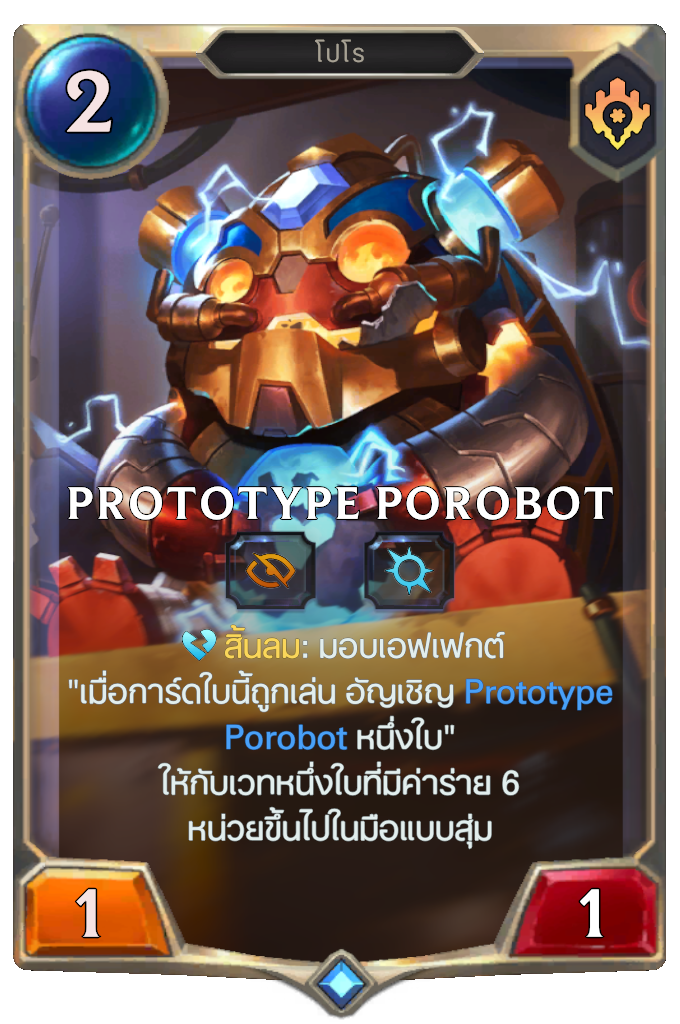 โปโร
2
PROTOTYPE POROBOT
สิ้นลม: มอบเอฟเฟกต์
"เมื่อการ์ดใบนี้ถูกเล่น อัญเชิญ Prototype
Porobot หนึ่งใบ"
ให้กับเวทหนึ่งใบที่มีค่าร่าย 6
หน่วยขึ้นไปในมือแบบสุ่ม
1
1